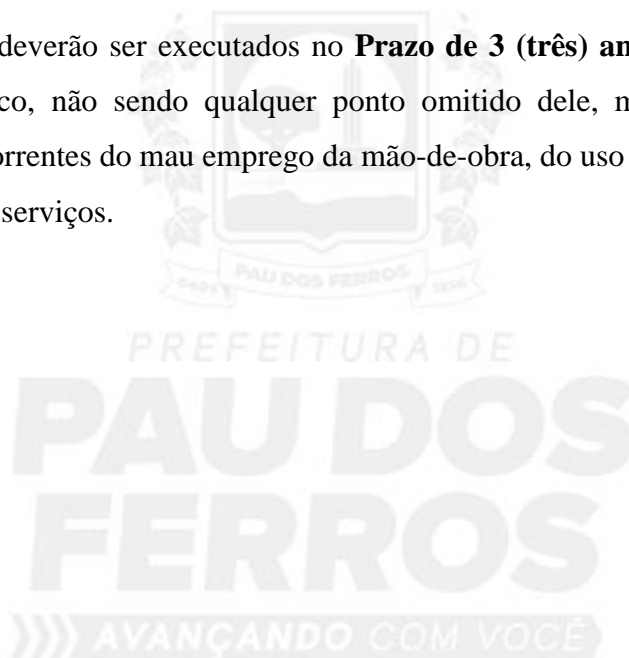 deverão ser executados no Prazo de 3 (três) an
co, não sendo qualquer ponto omitido dele, m
orrentes do mau emprego da mão-de-obra, do uso
serviços.
PAU DOS FERROS
PREFEITURA DE
PAU DOS
FERROS
)))) AVANÇANDO COM VOCÊ